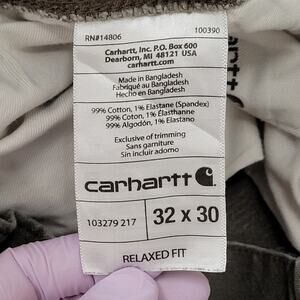 RN#14806 100390
Carhartt, Inc. P.O. Box 600
Dearborn, MI 48121 USA
carhartt.com
Made in Bangladesh
Fabriqué au Bangladesh
Hecho en Bangladesh
99% Cotton, 1% Elastane (Spandex)
99% Coton, 1% Élasthanne
99% Algodón, 1% Elastano
Exclusive of trimming
Sans garniture
Sin incluir adorno
carhartt
103279 217 32 x 30
RELAXED FIT